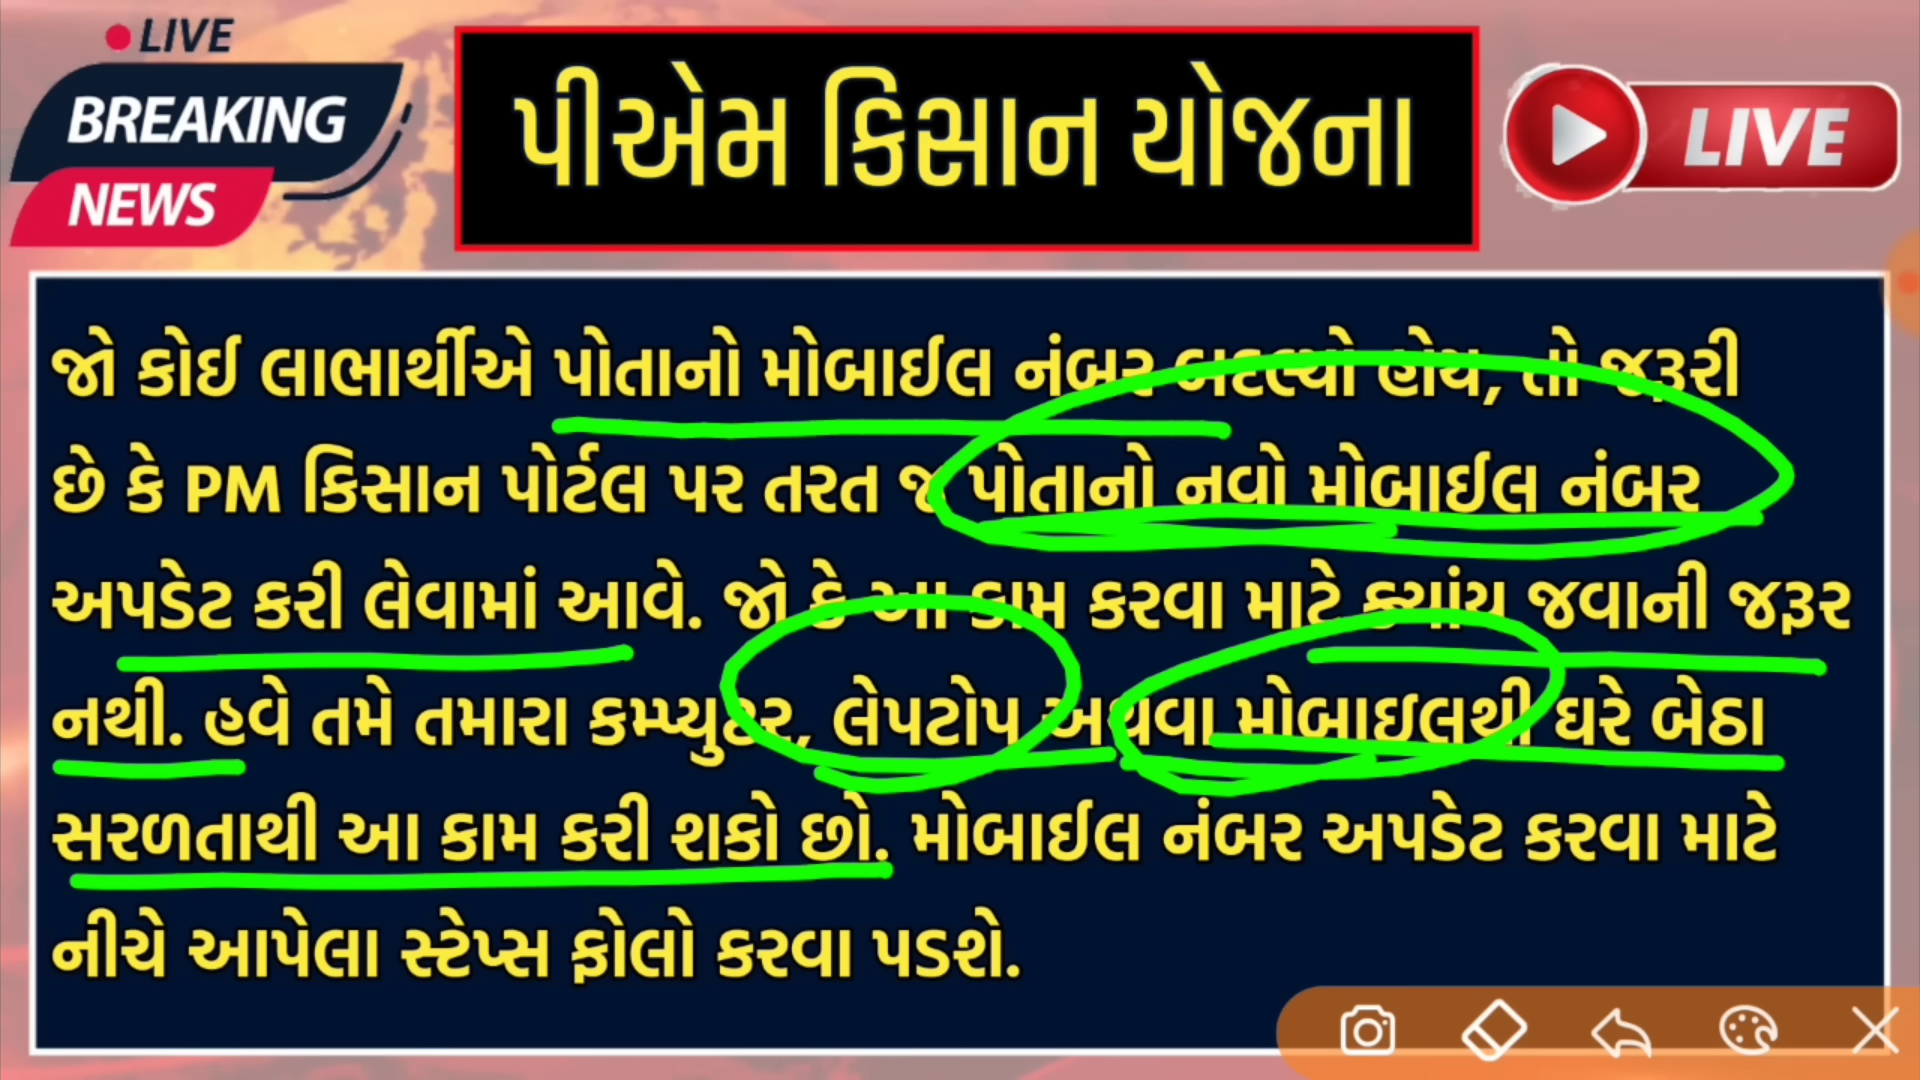 LIVE
BREAKING
NEWS
પીએમ કિસાન યોજના
LIVE
જો કોઈ લાભાર્થીએ પોતાનો મોબાઈલ નંબર બદલ્યો હોય, તો જરૂરી
છે કે PM કિસાન પોર્ટલ પર તરત જ પોતાનો નવો મોબાઈલ નંબર
અપડેટ કરી લેવામાં આવે. જો કે આ કામ કરવા માટે ક્યાંય જવાની જરૂર
નથી. હવે તમે તમારા કમ્પ્યુટર, લેપટોપ અથવા મોબાઇલથી ઘરે બેઠા
સરળતાથી આ કામ કરી શકો છો. મોબાઈલ નંબર અપડેટ કરવા માટે
નીચે આપેલા સ્ટેપ્સ ફોલો કરવા પડશે.